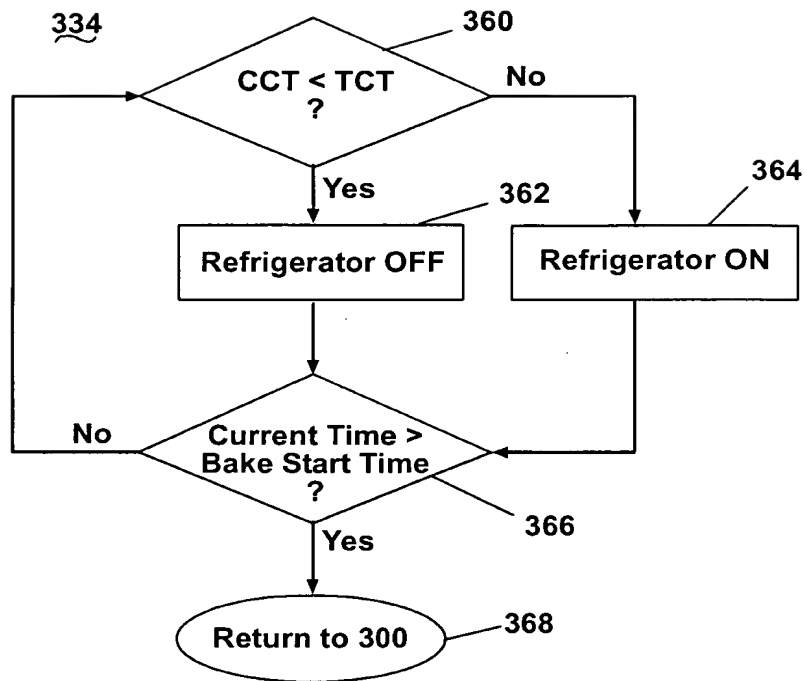 334
360
CCT < TCT
?
No
Yes
362
364
Refrigerator OFF
Refrigerator ON
No
Current Time >
Bake Start Time
?
366
Yes
Return to 300
368